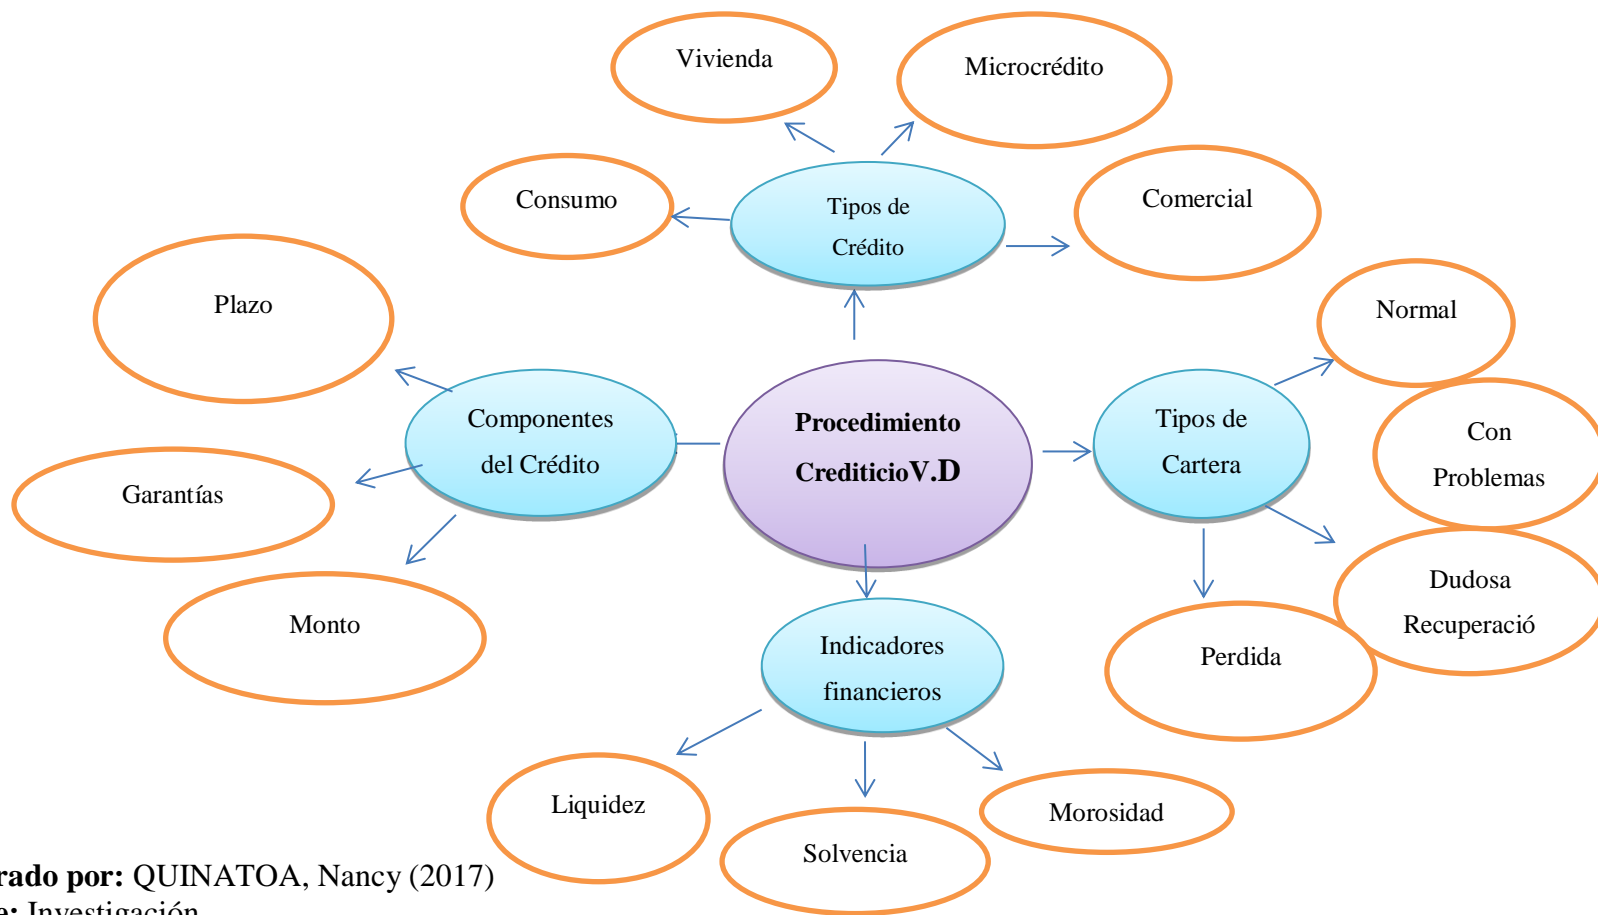 Vivienda
Microcrédito
Consumo
Tipos de
Crédito
Comercial
Plazo
Normal
Componentes
del Crédito
Procedimiento
CrediticioV.D
Tipos de
Cartera
Con
Problemas
Garantías
Dudosa
Recuperació
Monto
Indicadores
financieros
Perdida
Liquidez
Solvencia
Morosidad
rado por: QUINATOA, Nancy (2017)
e: Investigación